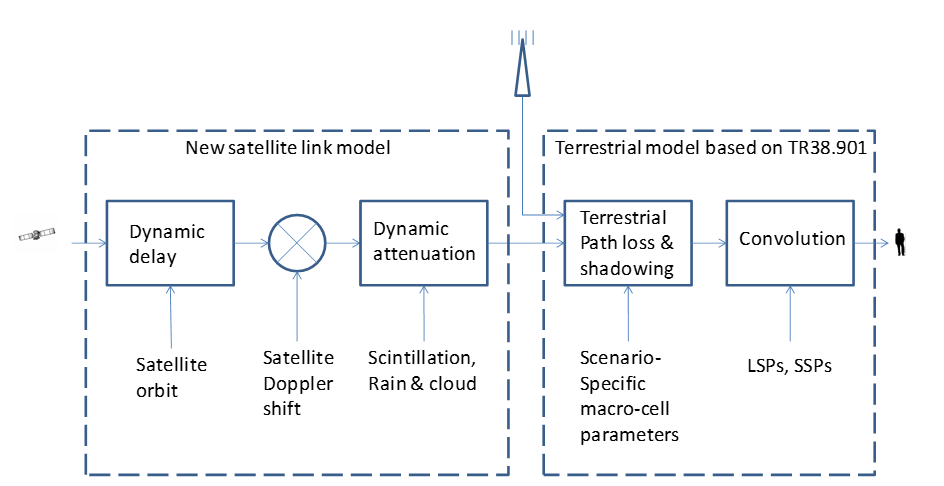 New satellite link model
Terrestrial model based on TR38.901
Dynamic
delay
Dynamic
attenuation
Terrestrial
Path loss &
shadowing
Convolution
Satellite
orbit
Satellite
Doppler
shift
Scintillation,
Rain & cloud
Scenario-
Specific
macro-cell
parameters
LSPs, SSPs